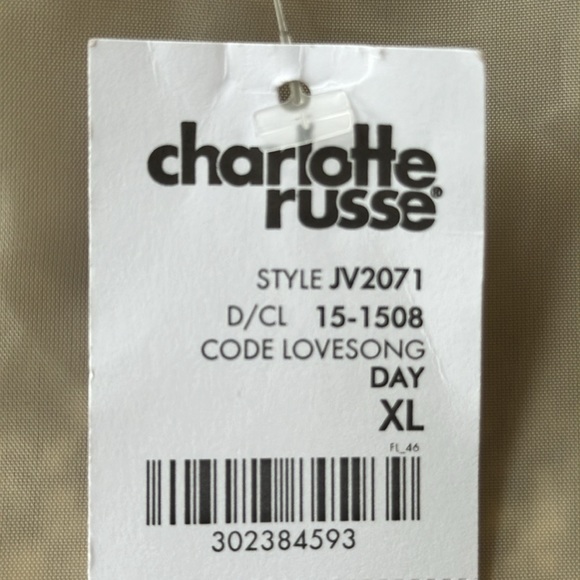 charlotte
russe®
STYLE JV2071
D/CL 15-1508
CODE LOVESONG
DAY
XL
FL_46
302384593